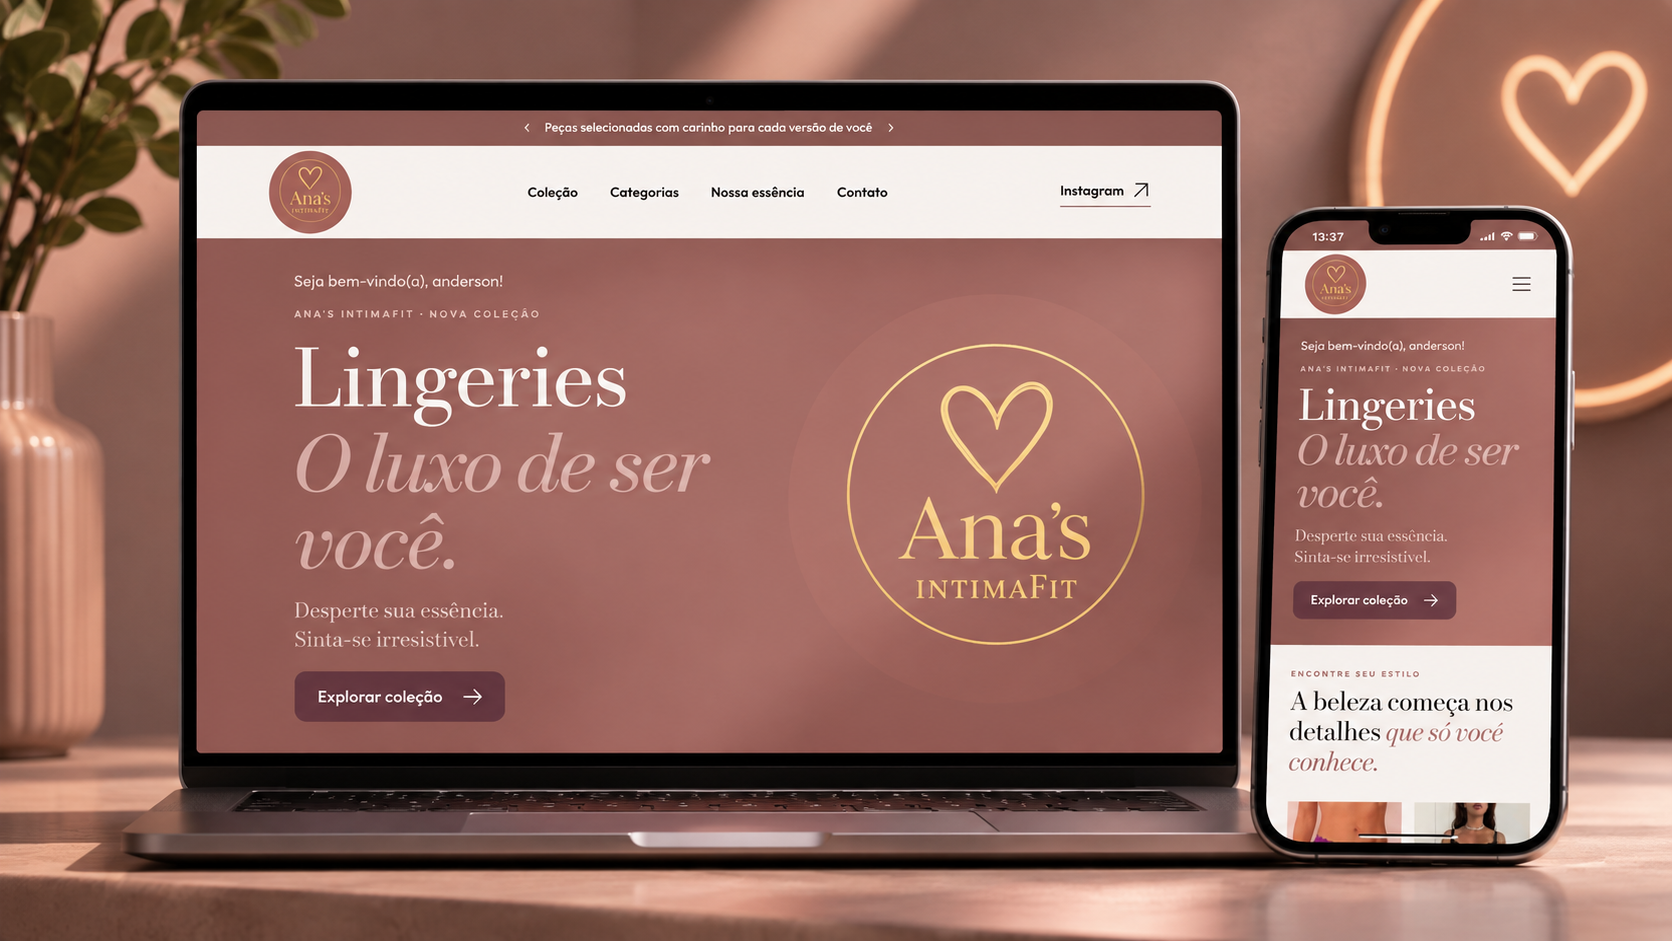 Peças selecionadas com carinho para cada versão de você
Ana's
INTIMAFIT
Coleção
Categorias
Nossa essência
Contato
Instagram
Seja bem-vindo(a), anderson!
ANA'S INTIMAFIT · NOVA COLEÇÃO
Lingeries
O luxo de ser
você.
Desperte sua essência.
Sinta-se irresistivel.
Explorar coleção
Ana's
INTIMAFIT
13:37
Ana's
INTIMAFIT
Seja bem-vindo(a), anderson!
ANA'S INTIMAFIT · NOVA COLEÇÃO
Lingeries
O luxo de ser
você.
Desperte sua essência.
Sinta-se irresistivel.
Explorar coleção
ENCONTRE SEU ESTILO
A beleza começa nos
detalhes que só você
conhece.